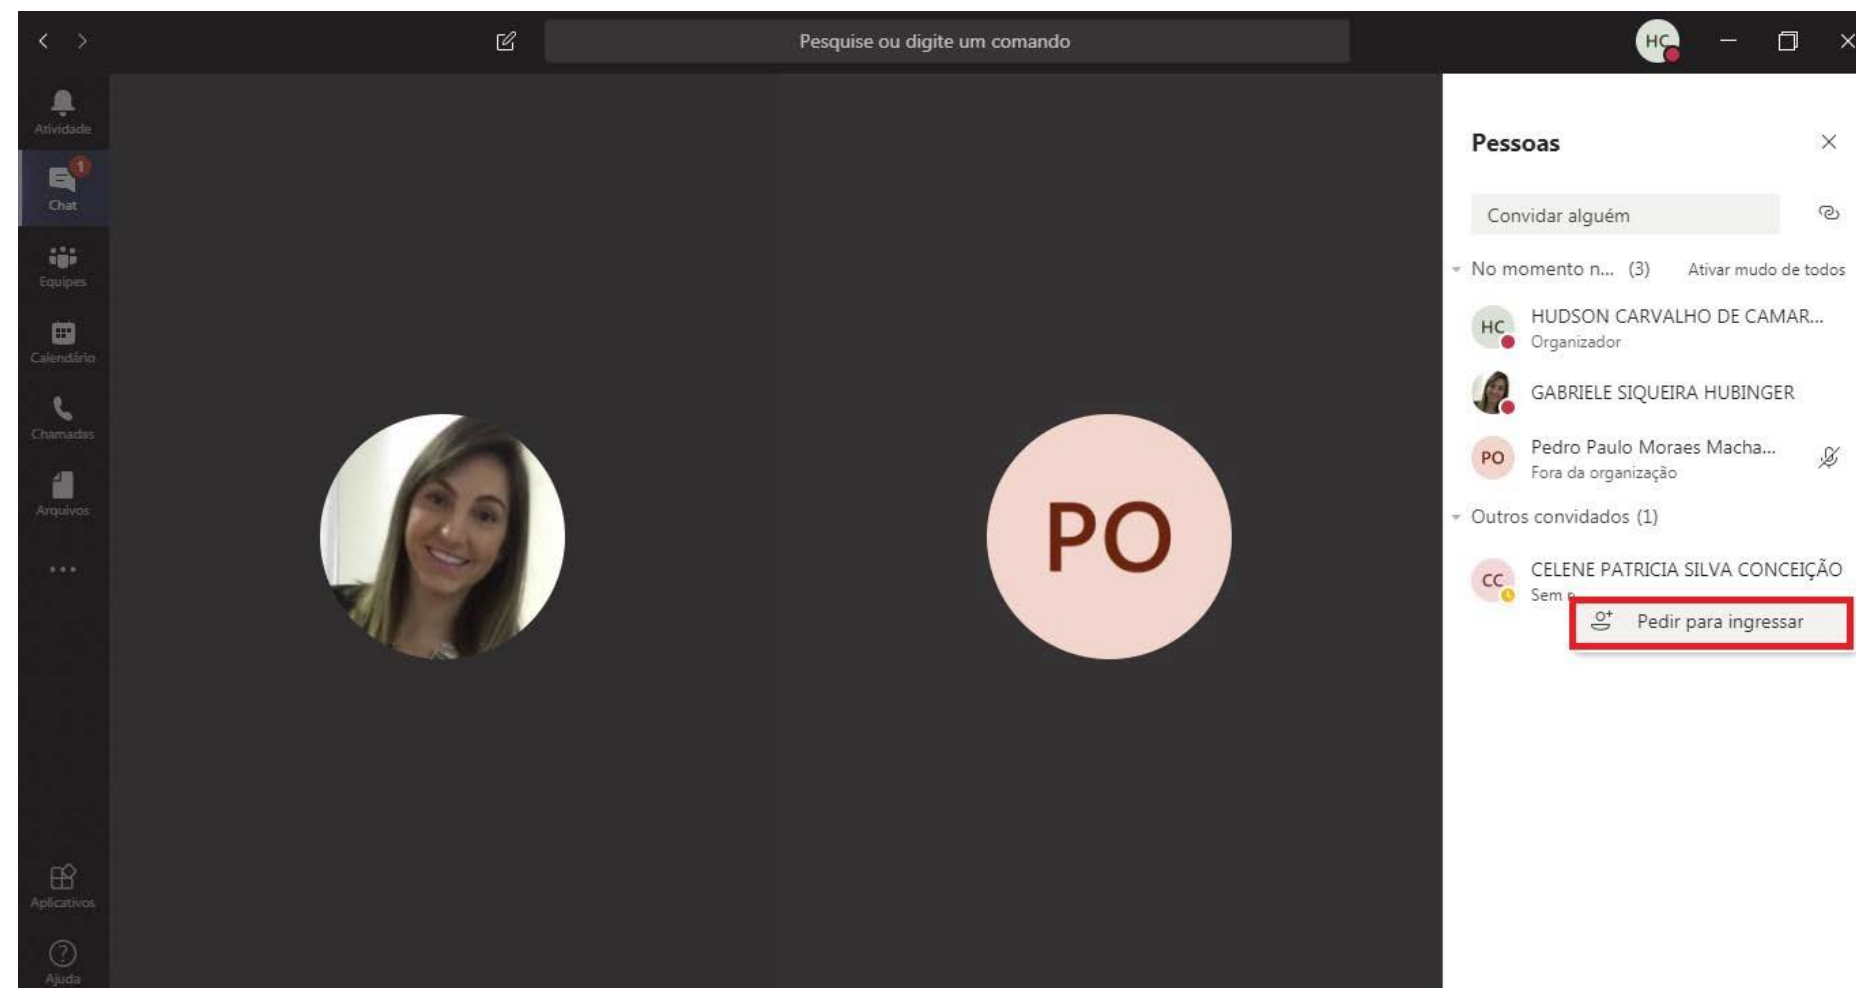 Pesquise ou digite um comando
HC
Atividade
1
Chat
Equipes
Calendário
Chamadas
Arquivos
Aplicativos
Ajuda
PO
Pessoas
Convidar alguém
No momento n... (3) Ativar mudo de todos
HC
HUDSON CARVALHO DE CAMAR...
Organizador
GABRIELE SIQUEIRA HUBINGER
PO
Pedro Paulo Moraes Macha...
Fora da organização
Outros convidados (1)
CC
CELENE PATRICIA SILVA CONCEIÇÃO
Sem
Pedir para ingressar